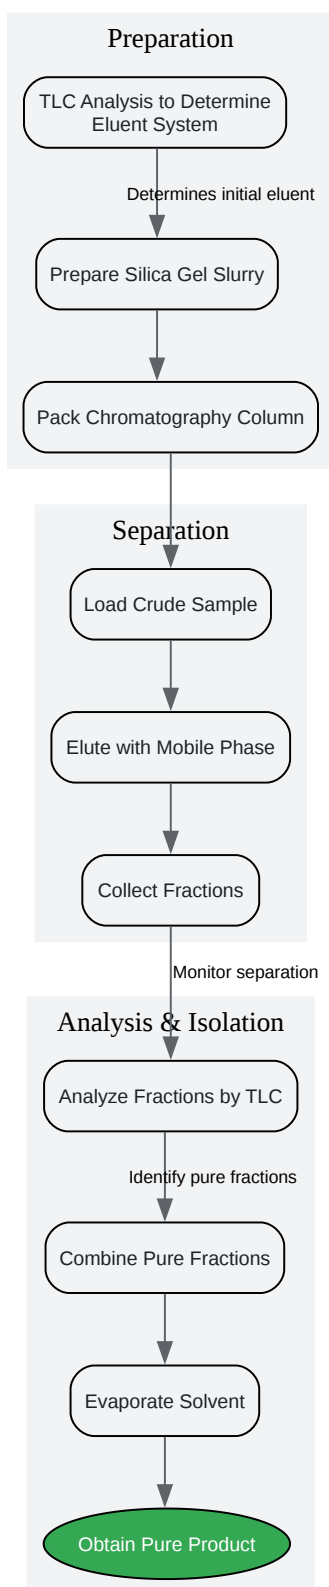 Preparation
TLC Analysis to Determine
Eluent System
Determines initial eluent
Prepare Silica Gel Slurry
Pack Chromatography Column
Separation
Load Crude Sample
Elute with Mobile Phase
Collect Fractions
Monitor separation
Analysis & Isolation
Analyze Fractions by TLC
Identify pure fractions
Combine Pure Fractions
Evaporate Solvent
Obtain Pure Product